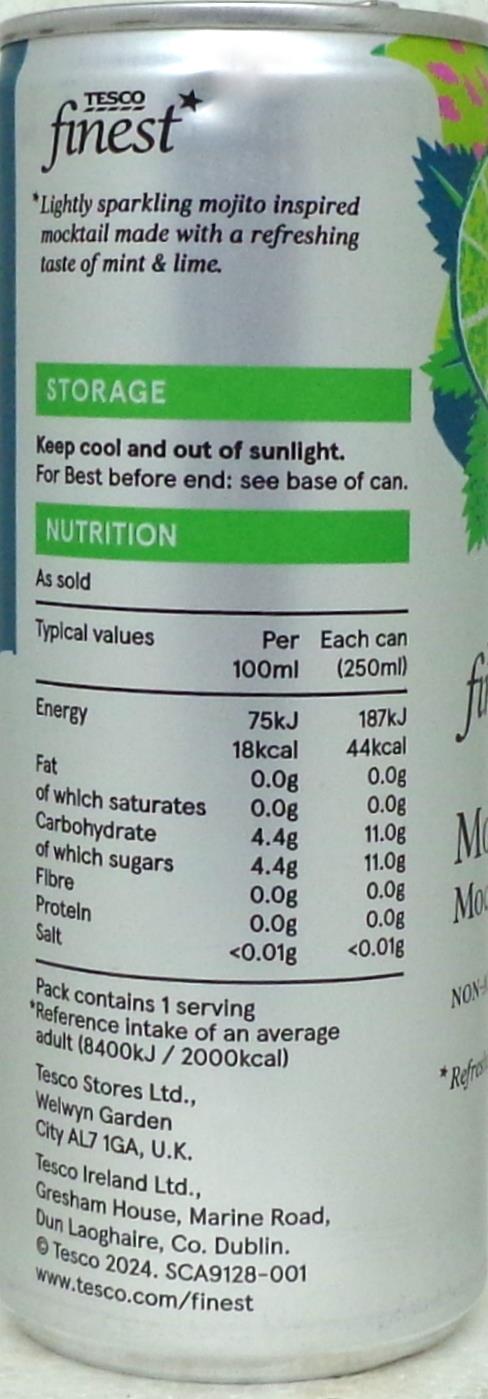 TESCO
finest*
*Lightly sparkling mojito inspired
mocktail made with a refreshing
taste of mint & lime.
STORAGE
Keep cool and out of sunlight.
For Best before end: see base of can.
NUTRITION
As sold
Typical values Per Each can
100ml (250ml)
Energy 75kJ 187kJ
18kcal 44kcal
Fat 0.0g 0.0g
of which saturates 0.0g 0.0g
Carbohydrate 4.4g 11.0g
of which sugars 4.4g 11.0g
Fibre 0.0g 0.0g
Protein 0.0g 0.0g
Salt <0.01g <0.01g
Pack contains 1 serving
*Reference intake of an average
adult (8400kJ / 2000kcal)
Tesco Stores Ltd.,
Welwyn Garden
City AL7 1GA, U.K.
Tesco Ireland Ltd.,
Gresham House, Marine Road,
Dun Laoghaire, Co. Dublin.
© Tesco 2024. SCA9128-001
www.tesco.com/finest